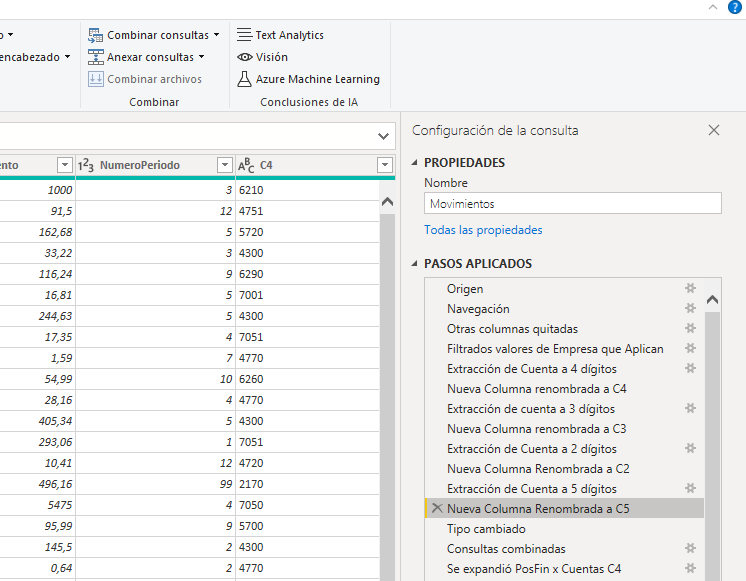 o
Combinar consultas
Text Analytics
encabezado
Anexar consultas
Visión
Combinar archivos
Azure Machine Learning
Combinar
Conclusiones de IA
Configuración de la consulta
ento
1²3 NumeroPeriodo
ABC C4
PROPIEDADES
Nombre
Movimientos
Todas las propiedades
PASOS APLICADOS
Origen
Navegación
Otras columnas quitadas
Filtrados valores de Empresa que Aplican
Extracción de Cuenta a 4 dígitos
Nueva Columna renombrada a C4
Extracción de cuenta a 3 dígitos
Nueva Columna renombrada a C3
Extracción de Cuenta a 2 dígitos
Nueva Columna Renombrada a C2
Extracción de Cuenta a 5 dígitos
Nueva Columna Renombrada a C5
Tipo cambiado
Consultas combinadas
Se expandió PosFin x Cuentas C4
1000 3 6210
91,5 12 4751
162,68 5 5720
33,22 3 4300
116,24 9 6290
16,81 5 7001
244,63 5 4300
17,35 4 7051
1,59 7 4770
54,99 10 6260
28,16 4 4770
405,34 5 4300
293,06 1 7051
10,41 12 4720
496,16 99 2170
5475 4 7050
95,99 9 5700
145,5 2 4300
0,64 2 4770